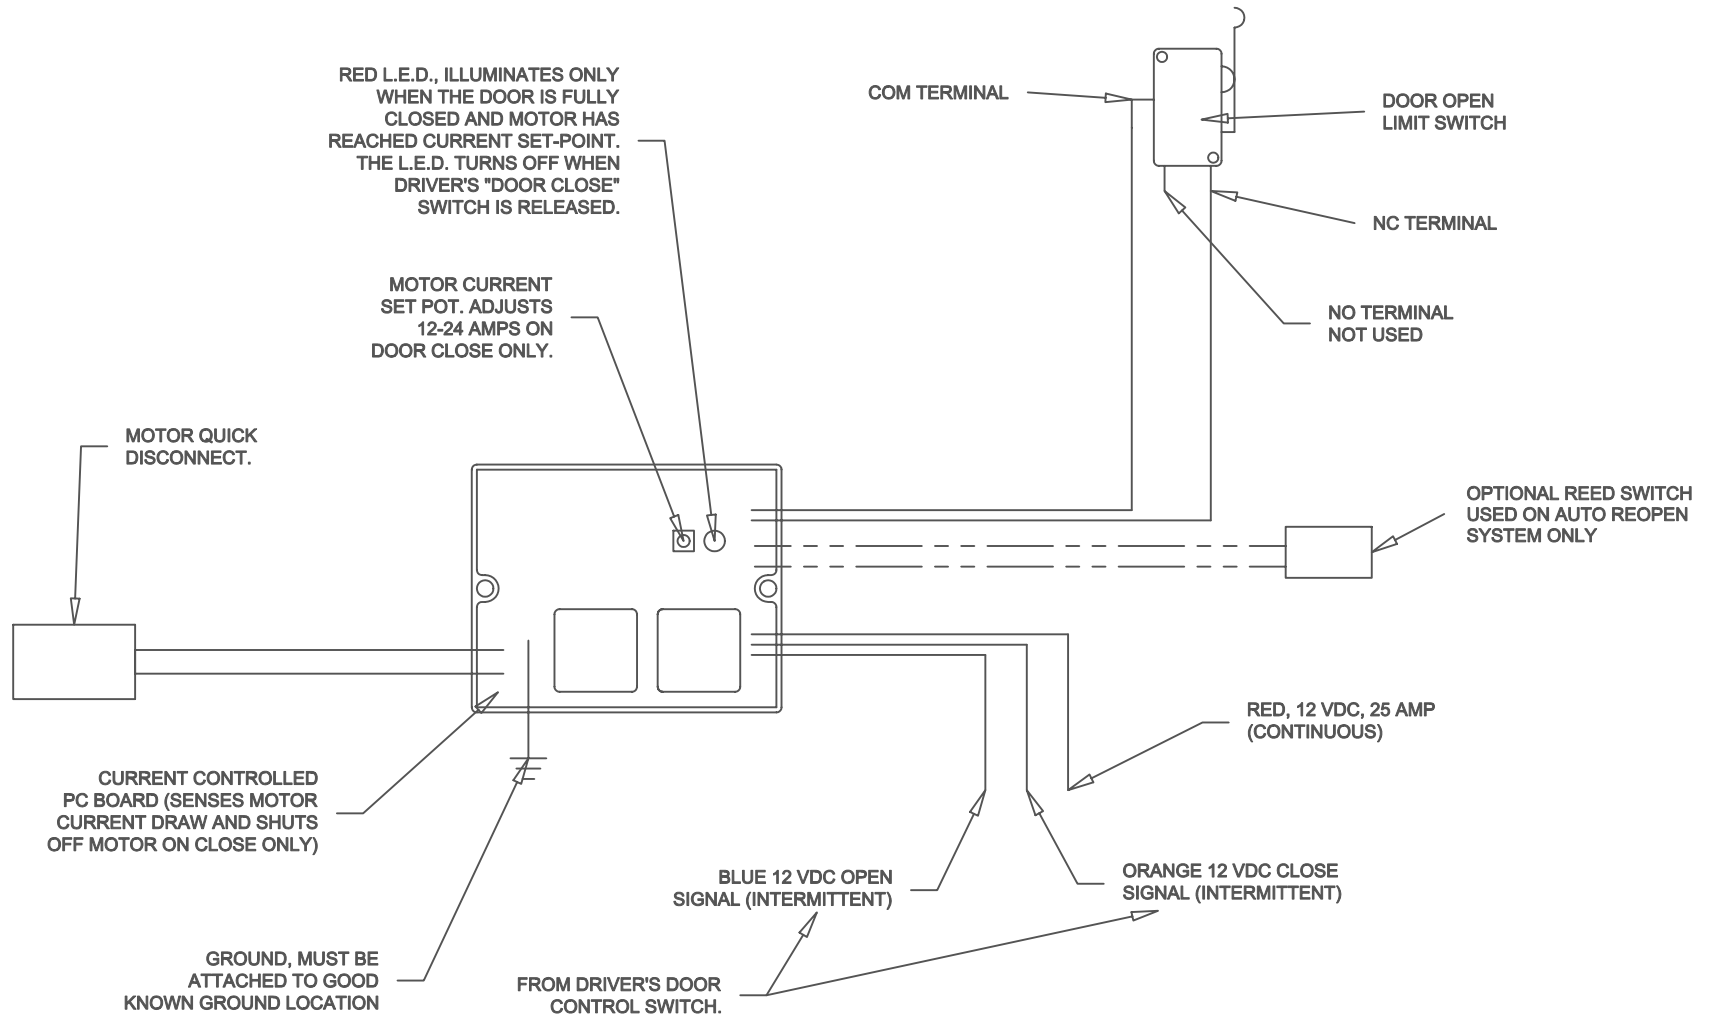 RED L.E.D., ILLUMINATES ONLY
WHEN THE DOOR IS FULLY
CLOSED AND MOTOR HAS
REACHED CURRENT SET-POINT.
THE L.E.D. TURNS OFF WHEN
DRIVER'S "DOOR CLOSE"
SWITCH IS RELEASED.
COM TERMINAL
DOOR OPEN
LIMIT SWITCH
NC TERMINAL
NO TERMINAL
NOT USED
MOTOR CURRENT
SET POT. ADJUSTS
12-24 AMPS ON
DOOR CLOSE ONLY.
MOTOR QUICK
DISCONNECT.
OPTIONAL REED SWITCH
USED ON AUTO REOPEN
SYSTEM ONLY
RED, 12 VDC, 25 AMP
(CONTINUOUS)
CURRENT CONTROLLED
PC BOARD (SENSES MOTOR
CURRENT DRAW AND SHUTS
OFF MOTOR ON CLOSE ONLY)
BLUE 12 VDC OPEN
SIGNAL (INTERMITTENT)
ORANGE 12 VDC CLOSE
SIGNAL (INTERMITTENT)
GROUND, MUST BE
ATTACHED TO GOOD
KNOWN GROUND LOCATION
FROM DRIVER'S DOOR
CONTROL SWITCH.